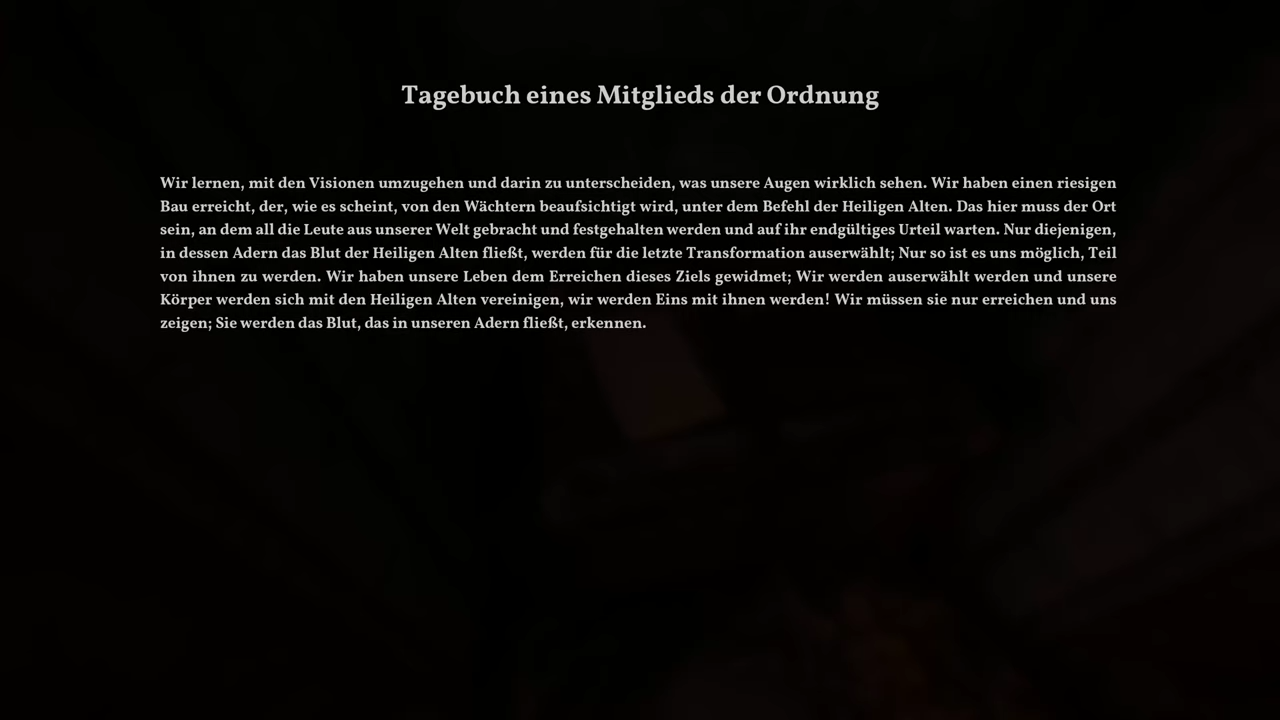 Tagebuch eines Mitglieds der Ordnung
Wir lernen, mit den Visionen umzugehen und darin zu unterscheiden, was unsere Augen wirklich sehen. Wir haben einen riesigen
Bau erreicht, der, wie es scheint, von den Wächtern beaufsichtigt wird, unter dem Befehl der Heiligen Alten. Das hier muss der Ort
sein, an dem all die Leute aus unserer Welt gebracht und festgehalten werden und auf ihr endgültiges Urteil warten. Nur diejenigen,
in dessen Adern das Blut der Heiligen Alten fließt, werden für die letzte Transformation auserwählt; Nur so ist es uns möglich, Teil
von ihnen zu werden. Wir haben unsere Leben dem Erreichen dieses Ziels gewidmet; Wir werden auserwählt werden und unsere
Körper werden sich mit den Heiligen Alten vereinigen, wir werden Eins mit ihnen werden! Wir müssen sie nur erreichen und uns
zeigen; Sie werden das Blut, das in unseren Adern fließt, erkennen.